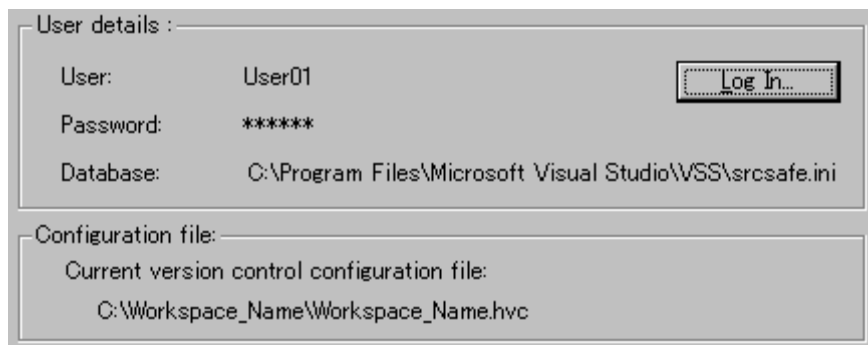 User details :
User: User01 Log In...
Password: ******
Database: C:\Program Files\Microsoft Visual Studio\VSS\srcsafe.ini
Configuration file:
Current version control configuration file:
C:\Workspace_Name\Workspace_Name.hvc